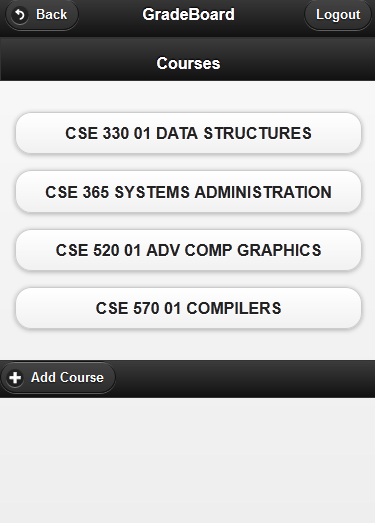 Back
GradeBoard
Logout
Courses
CSE 330 01 DATA STRUCTURES
CSE 365 SYSTEMS ADMINISTRATION
CSE 520 01 ADV COMP GRAPHICS
CSE 570 01 COMPILERS
Add Course